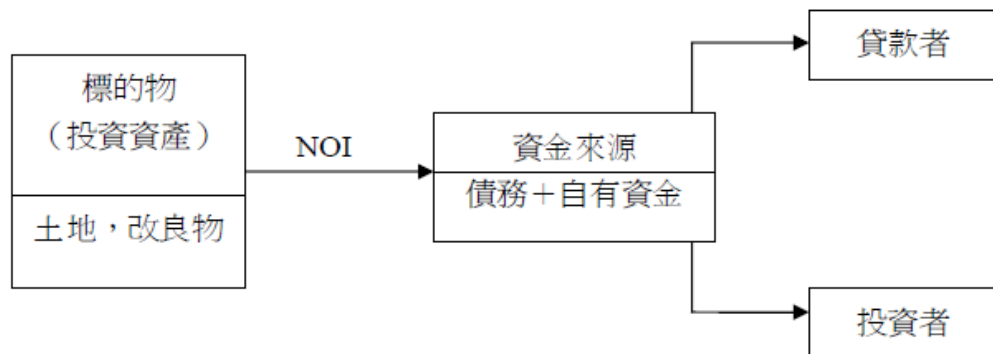 標的物
（投資資產）
土地，改良物
NOI
資金來源
債務＋自有資金
貸款者
投資者